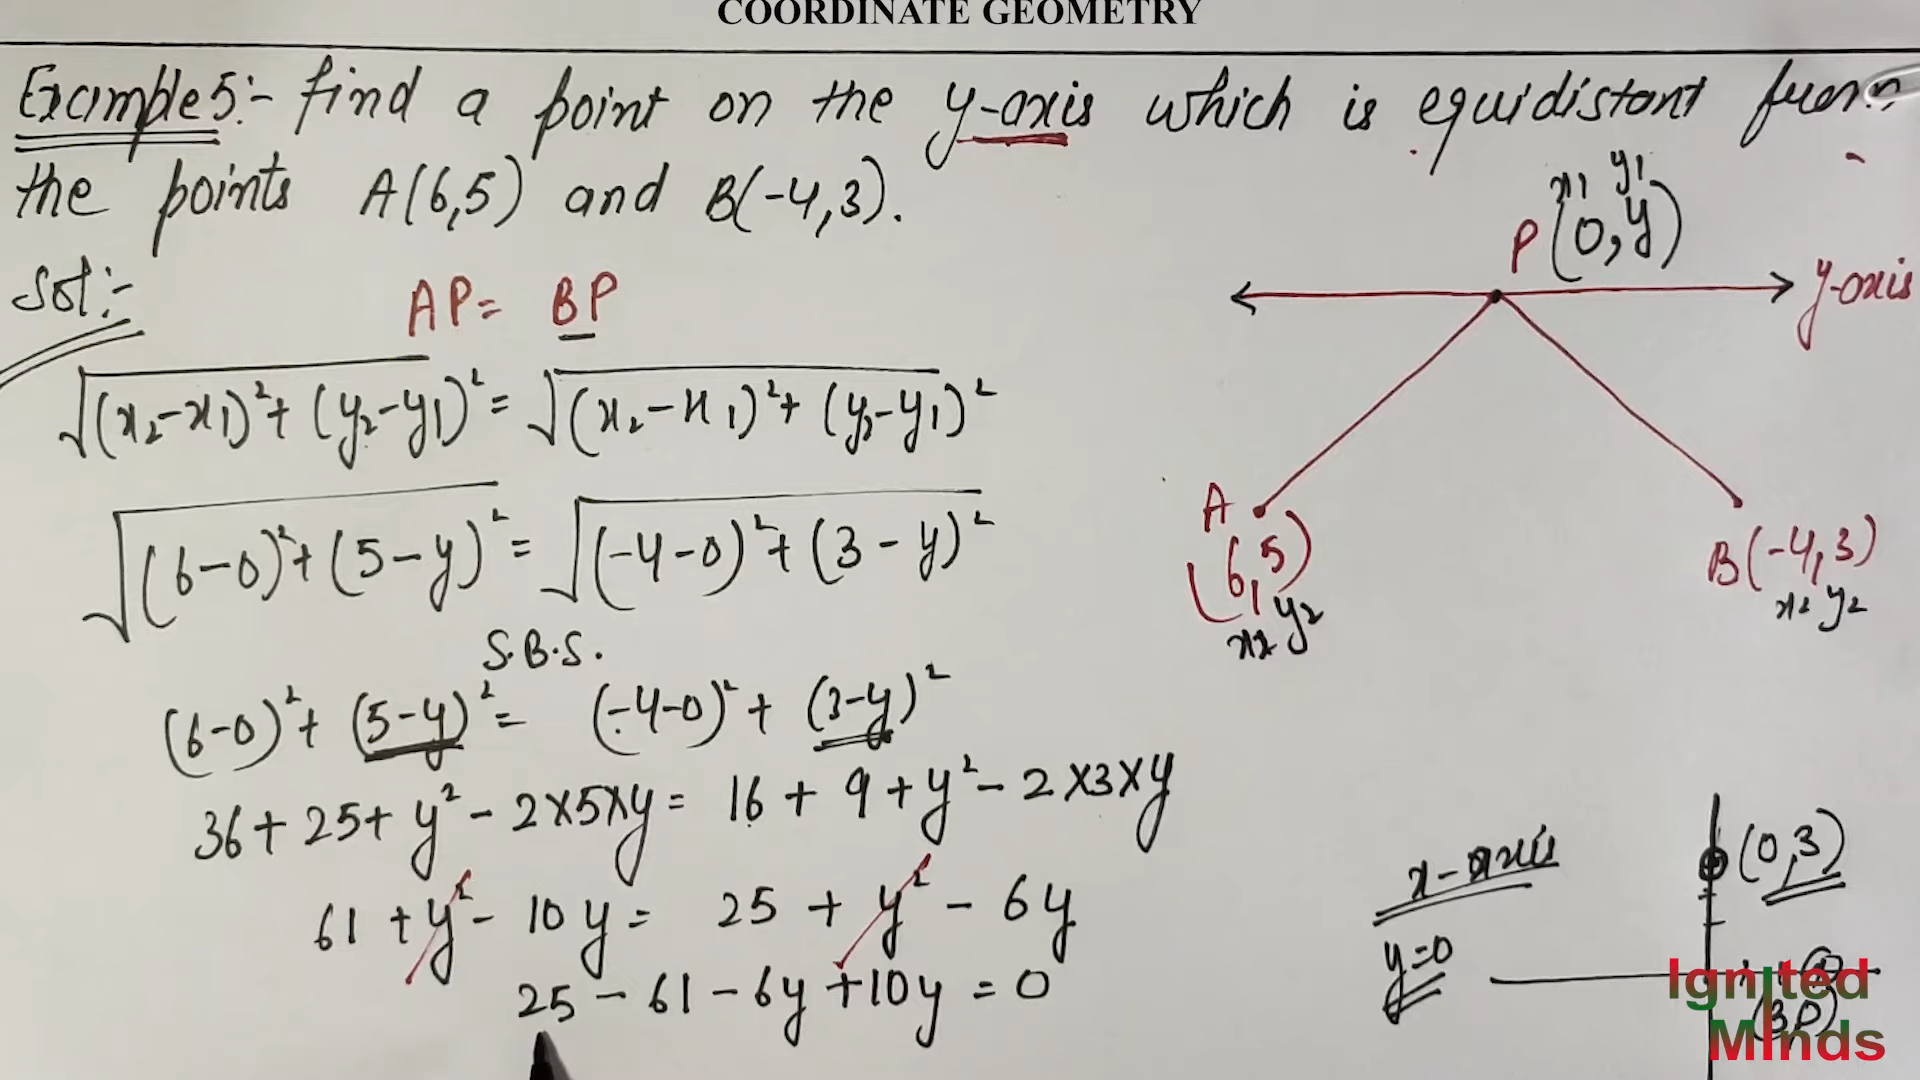 COORDINATE GEOMETRY
Example 5:- find a point on the y-axis which is equidistant from
the points A(6,5) and B(-4,3).
Sol:-
AP = BP
√(x₂-x₁)²+(y₂-y₁)² = √(x₂-x₁)²+(y₂-y₁)²
√(6-0)²+(5-y)² = √(-4-0)²+(3-y)²
S.B.S.
(6-0)²+(5-y)² = (-4-0)²+(3-y)²
36+25+y²-2×5×y = 16+9+y²-2×3×y
61+y²-10y = 25+y²-6y
25-61-6y+10y=0
x₁ y₁
P(0,y)
y-axis
A
(6,5)
x₂ y₂
B(-4,3)
x₂ y₂
x-axis
y=0
(0,3)
Ignited
Minds